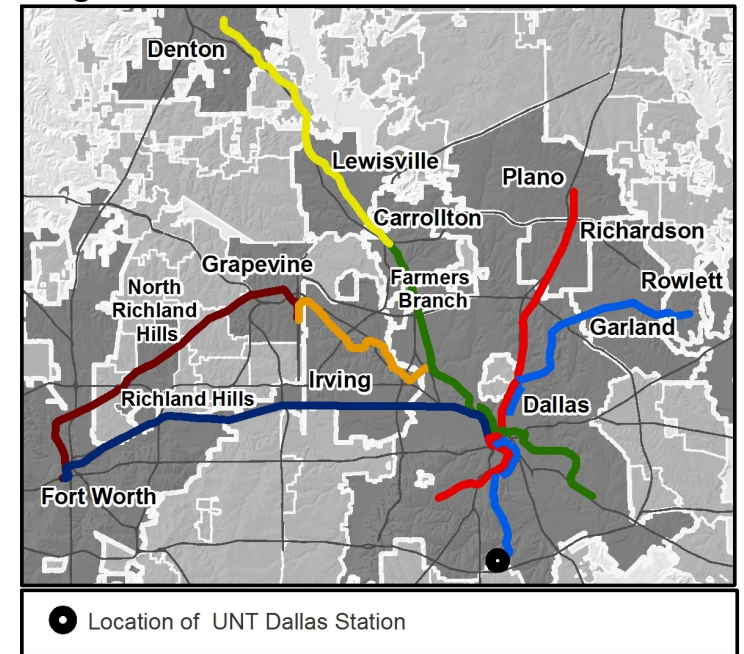 Denton
Lewisville
Plano
Carrollton
Richardson
Grapevine
Farmers
Branch
Rowlett
North
Richland
Hills
Garland
Irving
Richland Hills
Dallas
Fort Worth
Location of UNT Dallas Station